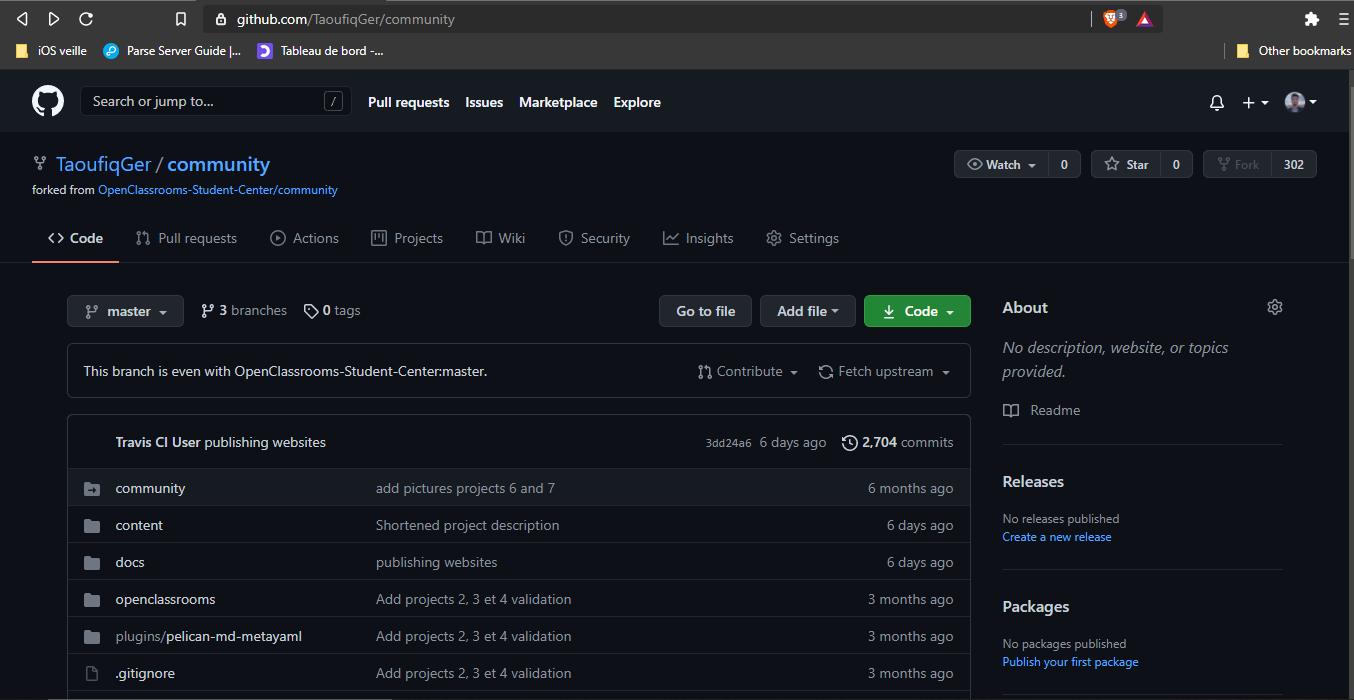 github.com/TaoufiqGer/community
3
iOS veille Parse Server Guide |... Tableau de bord -... Other bookmarks
Search or jump to... / Pull requests Issues Marketplace Explore
TaoufiqGer / community Watch 0 Star 0 Fork 302
forked from OpenClassrooms-Student-Center/community
Code Pull requests Actions Projects Wiki Security Insights Settings
master 3 branches 0 tags Go to file Add file Code
This branch is even with OpenClassrooms-Student-Center:master. Contribute Fetch upstream
Travis CI User publishing websites 3dd24a6 6 days ago 2,704 commits
community add pictures projects 6 and 7 6 months ago
content Shortened project description 6 days ago
docs publishing websites 6 days ago
openclassrooms Add projects 2, 3 et 4 validation 3 months ago
plugins/pelican-md-metayaml Add projects 2, 3 et 4 validation 3 months ago
.gitignore Add projects 2, 3 et 4 validation 3 months ago
About
No description, website, or topics
provided.
Readme
Releases
No releases published
Create a new release
Packages
No packages published
Publish your first package